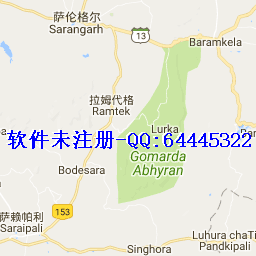 萨伦格尔
Sarangarh
13
Baramkela
拉姆代格
Ramtek
Lurka
软件未注册-QQ:64445322
Gomarda
Abhyran
Bodesara
153
萨赖帕利
Saraipali
Luhura chaTi
Pandkipali
Singhora